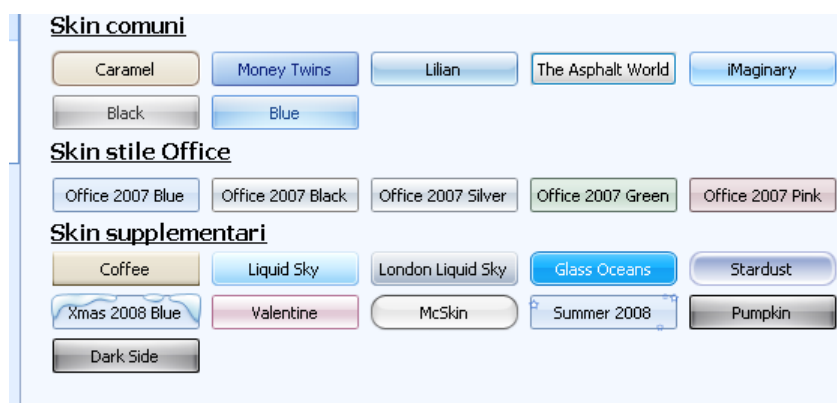 Skin comuni
Caramel Money Twins Lilian The Asphalt World iMaginary
Black Blue
Skin stile Office
Office 2007 Blue Office 2007 Black Office 2007 Silver Office 2007 Green Office 2007 Pink
Skin supplementari
Coffee Liquid Sky London Liquid Sky Glass Oceans Stardust
Xmas 2008 Blue Valentine McSkin Summer 2008 Pumpkin
Dark Side